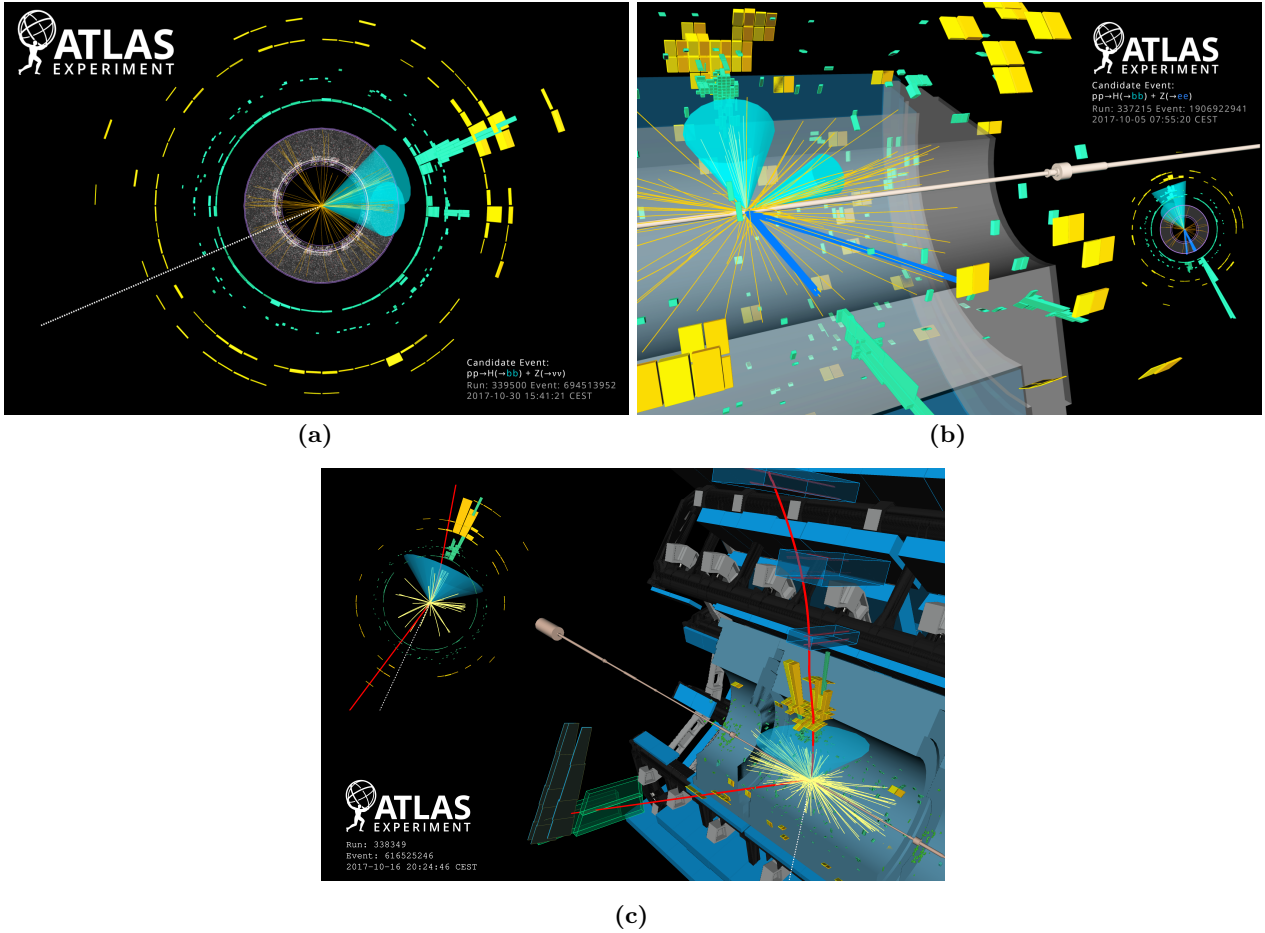 ATLAS
EXPERIMENT
Candidate Event:
pp→H(→bb) + Z(→νν)
Run: 339500 Event: 694513952
2017-10-30 15:41:21 CEST
(a)
ATLAS
EXPERIMENT
Candidate Event:
pp→H(→bb) + Z(→ee)
Run: 337215 Event: 1906922941
2017-10-05 07:55:20 CEST
(b)
ATLAS
EXPERIMENT
Run: 338349
Event: 616525246
2017-10-16 20:24:46 CEST
(c)